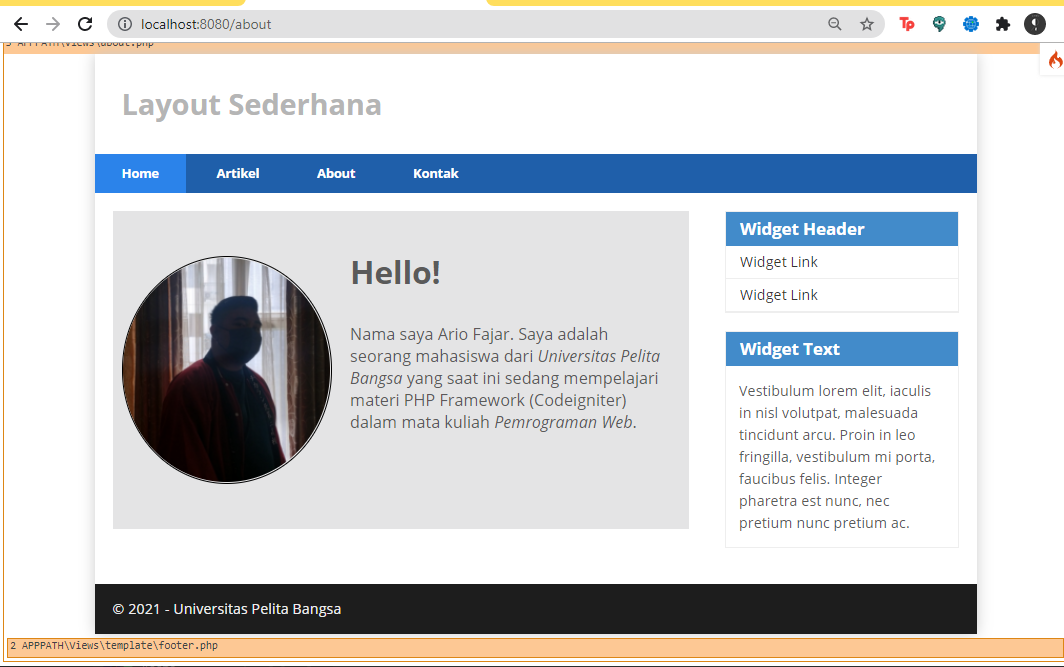 localhost:8080/about
3 APPPATH\Views\about.php
Layout Sederhana
Home Artikel About Kontak
Hello!
Nama saya Ario Fajar. Saya adalah
seorang mahasiswa dari Universitas Pelita
Bangsa yang saat ini sedang mempelajari
materi PHP Framework (Codeigniter)
dalam mata kuliah Pemrograman Web.
Widget Header
Widget Link
Widget Link
Widget Text
Vestibulum lorem elit, iaculis
in nisl volutpat, malesuada
tincidunt arcu. Proin in leo
fringilla, vestibulum mi porta,
faucibus felis. Integer
pharetra est nunc, nec
pretium nunc pretium ac.
© 2021 - Universitas Pelita Bangsa
2 APPPATH\Views\template\footer.php